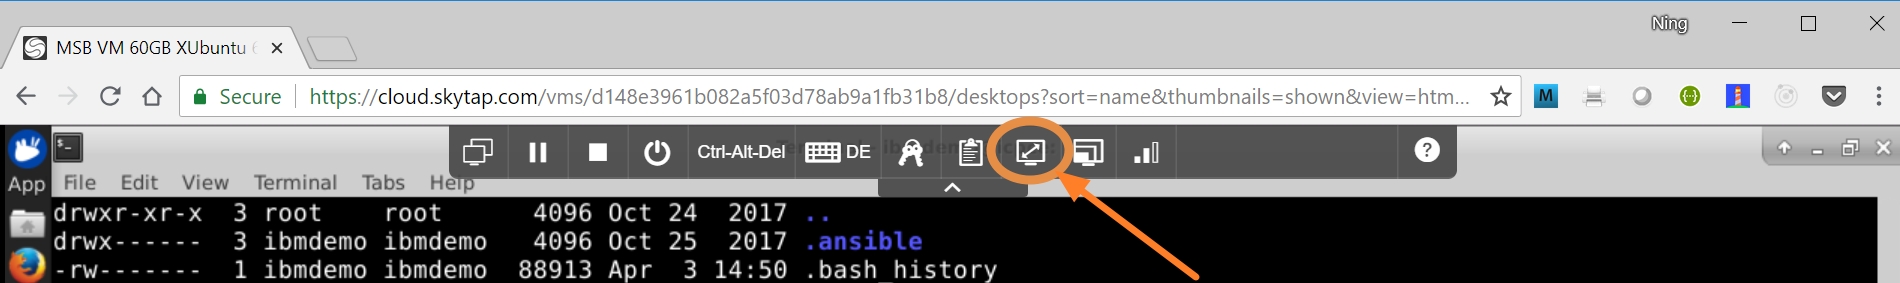 Ning
MSB VM 60GB XUbuntu
Secure https://cloud.skytap.com/vms/d148e3961b082a5f03d78ab9a1fb31b8/desktops?sort=name&thumbnails=shown&view=htm...
M
Ctrl-Alt-Del DE ?
App File Edit View Terminal Tabs Help
drwxr-xr-x 3 root root 4096 Oct 24 2017 ..
drwx------ 3 ibmdemo ibmdemo 4096 Oct 25 2017 .ansible
-rw------- 1 ibmdemo ibmdemo 88913 Apr 3 14:50 .bash_history